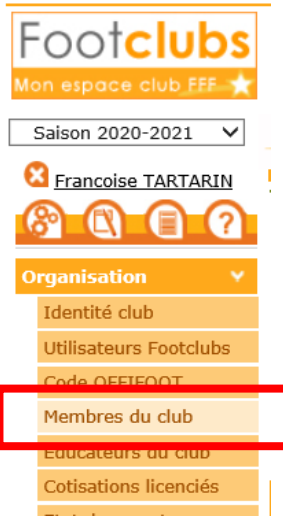 Footclubs
Mon espace club FFF
Saison 2020-2021
Francoise TARTARIN
?
Organisation
Identité club
Utilisateurs Footclubs
Code OFFIFOOT
Membres du club
Educateurs du club
Cotisations licenciés